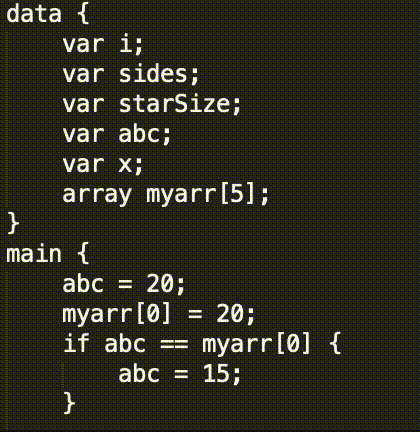 data {
    var i;
    var sides;
    var starSize;
    var abc;
    var x;
    array myarr[5];
}
main {
    abc = 20;
    myarr[0] = 20;
    if abc == myarr[0] {
        abc = 15;
    }